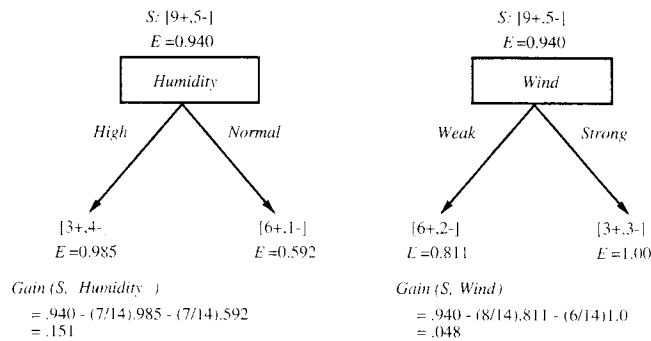 S: [9+,5-]
E =0.940
Humidity
High
Normal
[3+,4-
E=0.985
[6+,1-]
E=0.592
Gain (S, Humidity )
= .940 - (7/14).985 - (7/14).592
= .151
S: [9+,5-]
E =0.940
Wind
Weak
Strong
[6+,2-]
E=0.811
[3+,3-]
E=1.00
Gain (S, Wind)
= .940 - (8/14).811 - (6/14)1.0
= .048